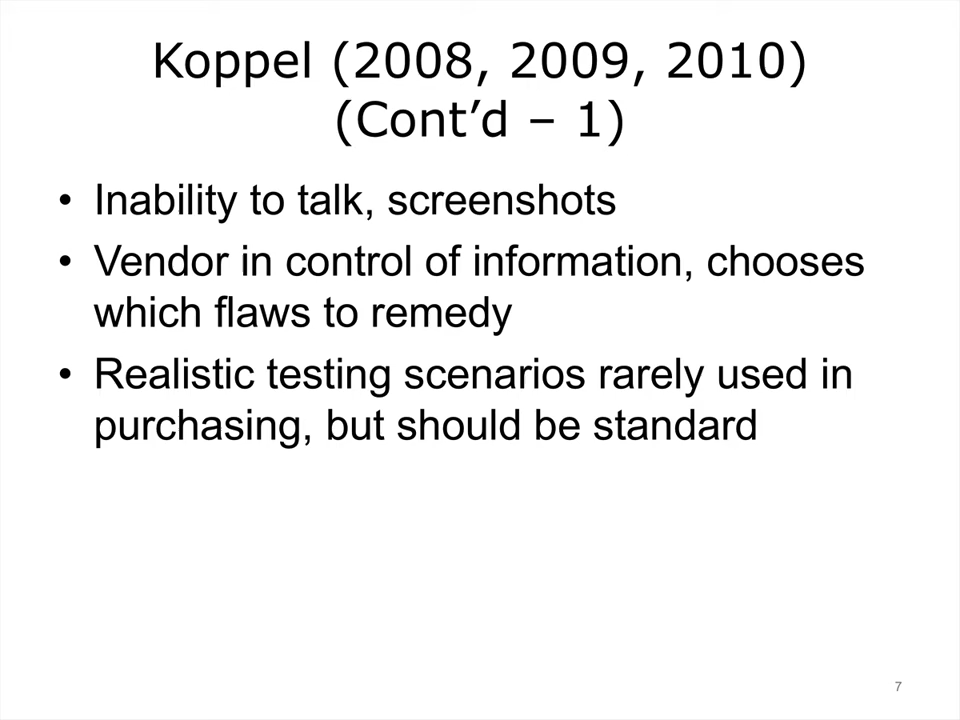 Koppel (2008, 2009, 2010)
(Cont’d – 1)
• Inability to talk, screenshots
• Vendor in control of information, chooses
which flaws to remedy
• Realistic testing scenarios rarely used in
purchasing, but should be standard
7